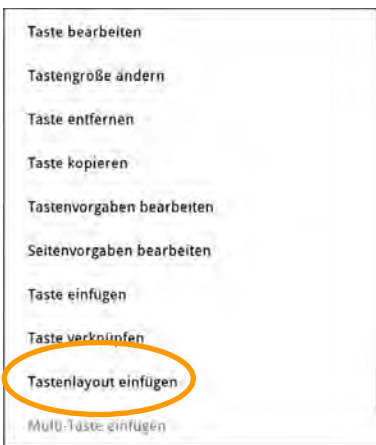 Taste bearbeiten
Tastengröße ändern
Taste entfernen
Taste kopieren
Tastenvorgaben bearbeiten
Seitenvorgaben bearbeiten
Taste einfügen
Taste verknüpfen
Tastenlayout einfügen
Multi-Taste einfügen